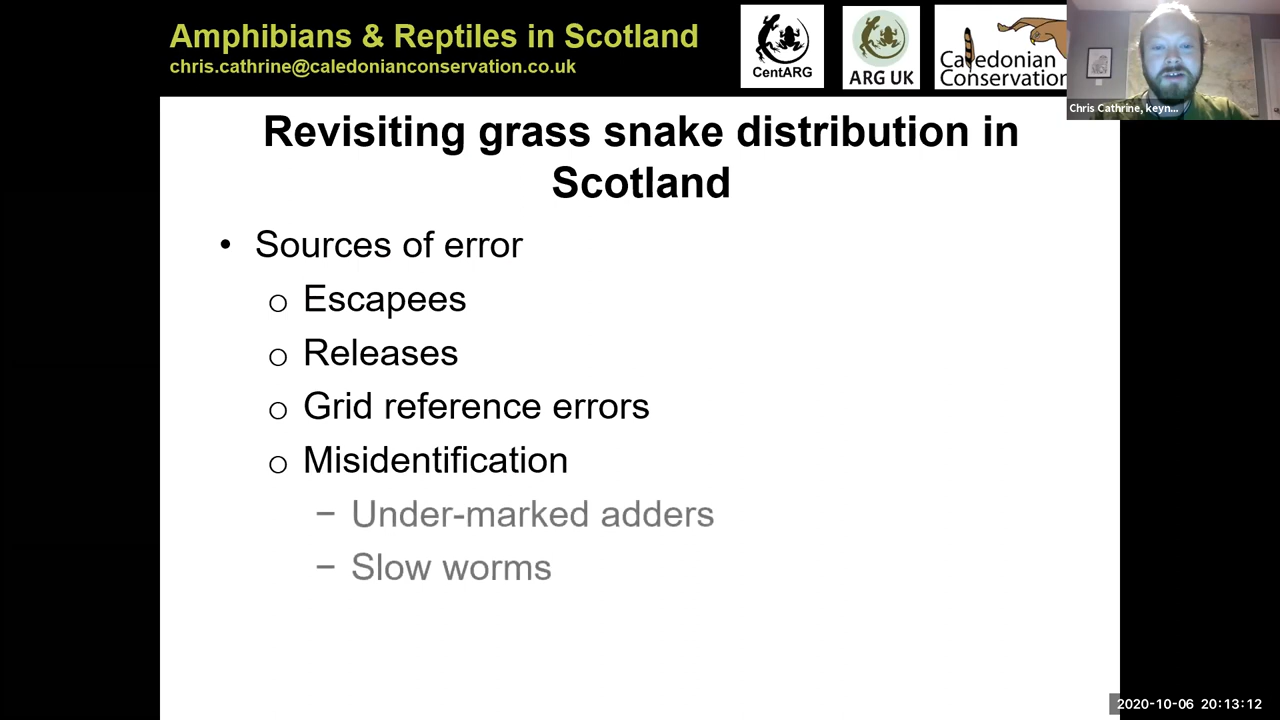 Amphibians & Reptiles in Scotland
chris.cathrine@caledonianconservation.co.uk
CentARG
ARG UK
Caledonian
Conservation
Chris Cathrine, keyn...
Revisiting grass snake distribution in
Scotland
• Sources of error
o Escapees
o Releases
o Grid reference errors
o Misidentification
– Under-marked adders
– Slow worms
2020-10-06 20:13:12